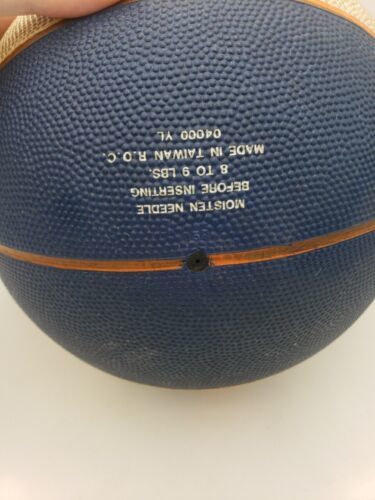 MOISTEN NEEDLE
BEFORE INSERTING
8 TO 9 LBS.
MADE IN TAIWAN R.O.C.
04000 YL